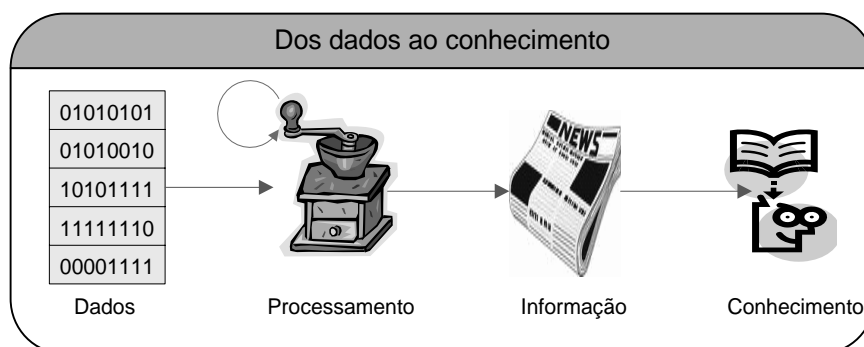 Dos dados ao conhecimento
01010101
01010010
10101111
11111110
00001111
NEWS
Dados
Processamento
Informação
Conhecimento